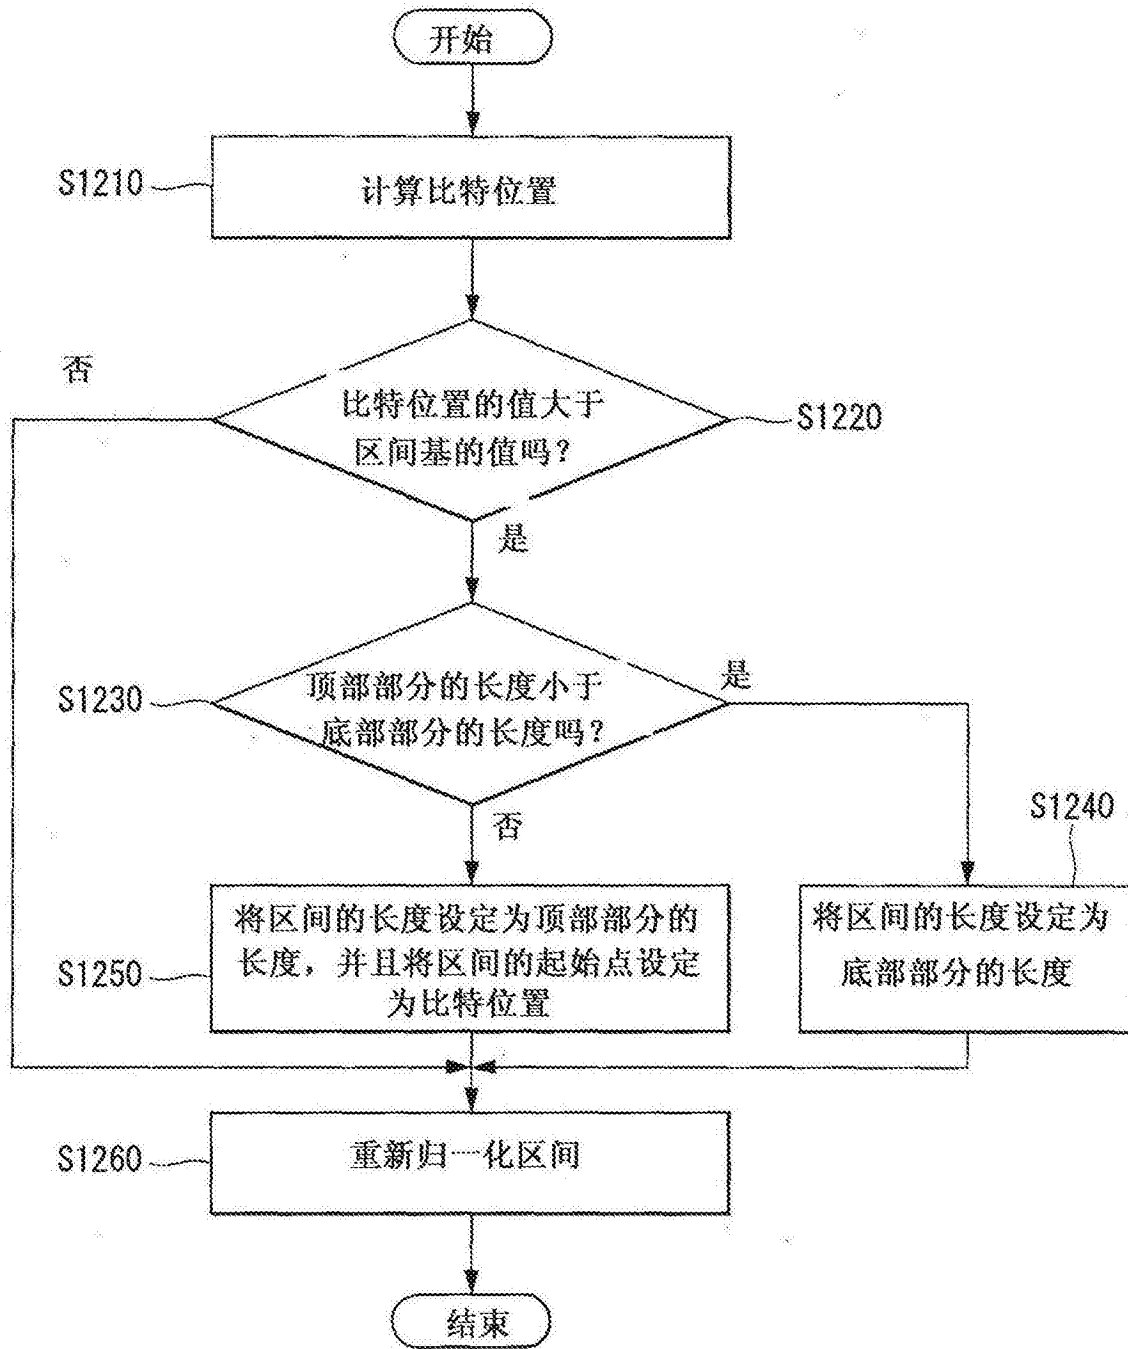 开始
S1210
计算比特位置
否
比特位置的值大于
区间基的值吗?
S1220
是
S1230
顶部部分的长度小于
底部部分的长度吗?
是
否
S1240
将区间的长度设定为顶部部分的
长度，并且将区间的起始点设定
为比特位置
S1250
将区间的长度设定为
底部部分的长度
S1260
重新归一化区间
结束